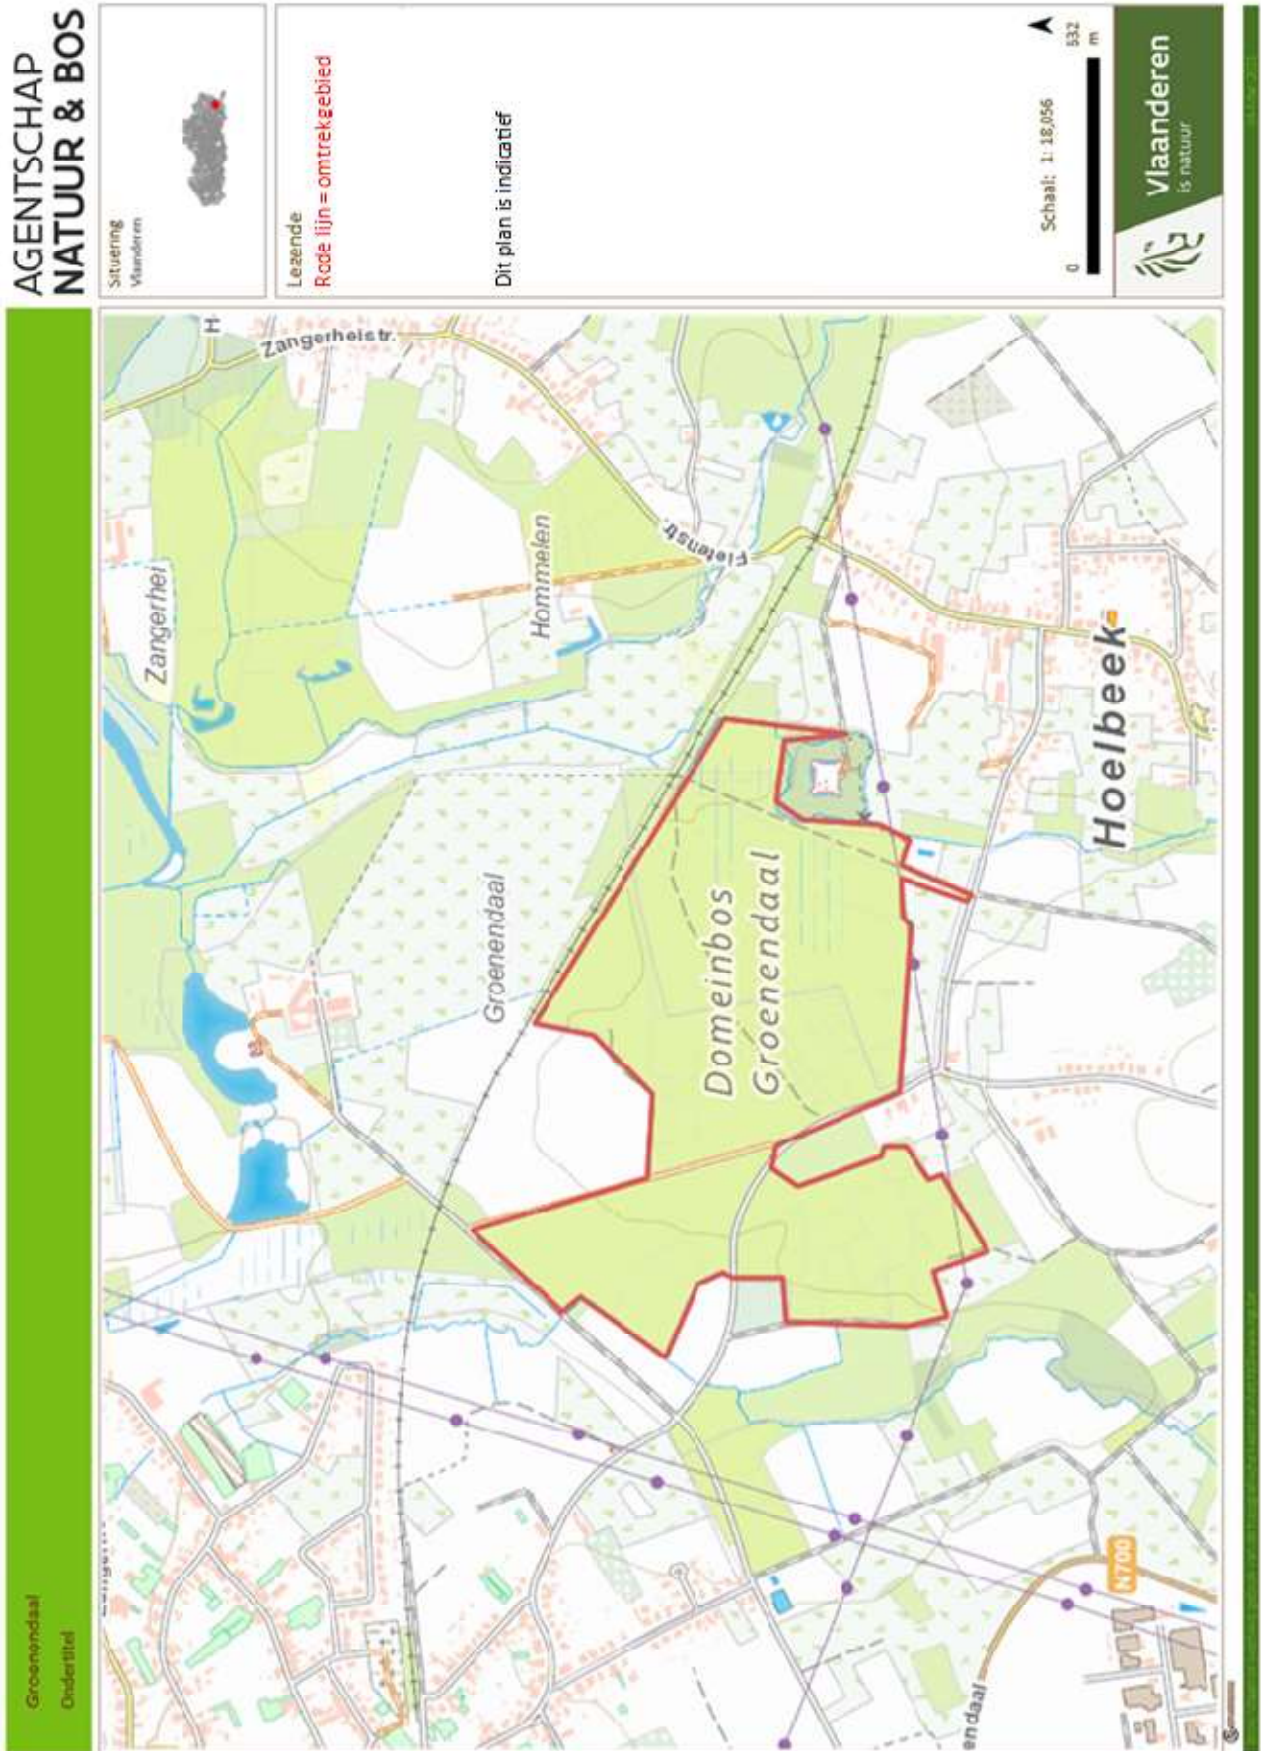 Groenendaal
Ondertitel
AGENTSCHAP
NATUUR & BOS
Situering
Vlaanderen
Legende
Rode lijn = omtrekgebied
Dit plan is indicatief
Schaal: 1: 18,056
0
532
m
Vlaanderen
is natuur
H
Zangerheistr.
Zangerhei
Hommelen
Fletenstr.
Groenendaal
Domeinbos
Groenendaal
Hoelbeek
N700
endaal